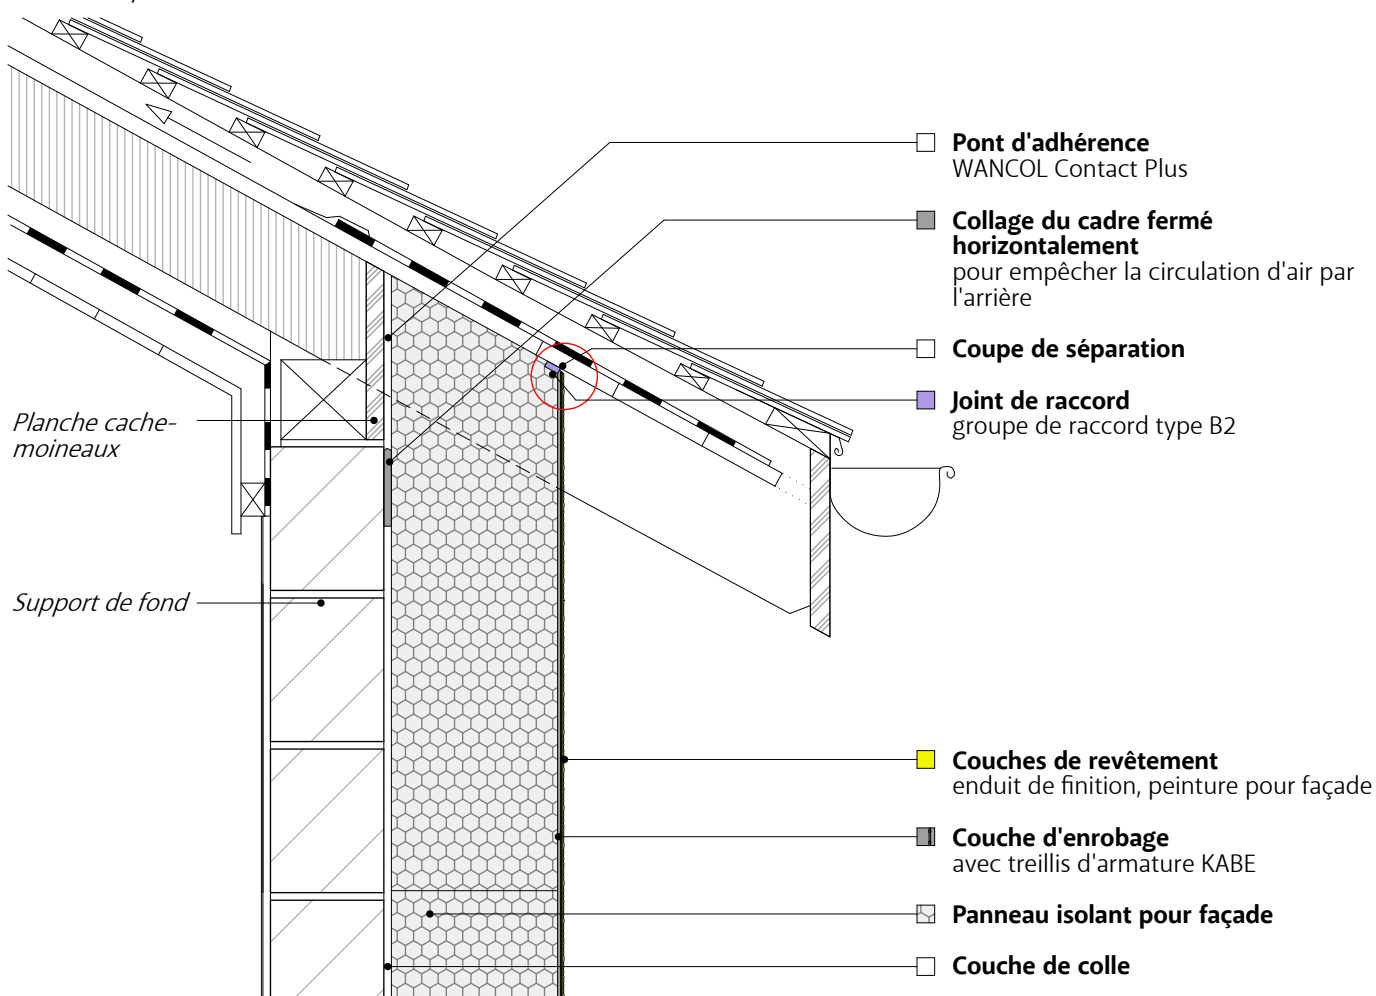 Pont d'adhérence
WANCOL Contact Plus
Collage du cadre fermé
horizontalement
pour empêcher la circulation d'air par
l'arrière
Coupe de séparation
Joint de raccord
groupe de raccord type B2
Planche cache-
moineaux
Support de fond
Couches de revêtement
enduit de finition, peinture pour façade
Couche d'enrobage
avec treillis d'armature KABE
Panneau isolant pour façade
Couche de colle